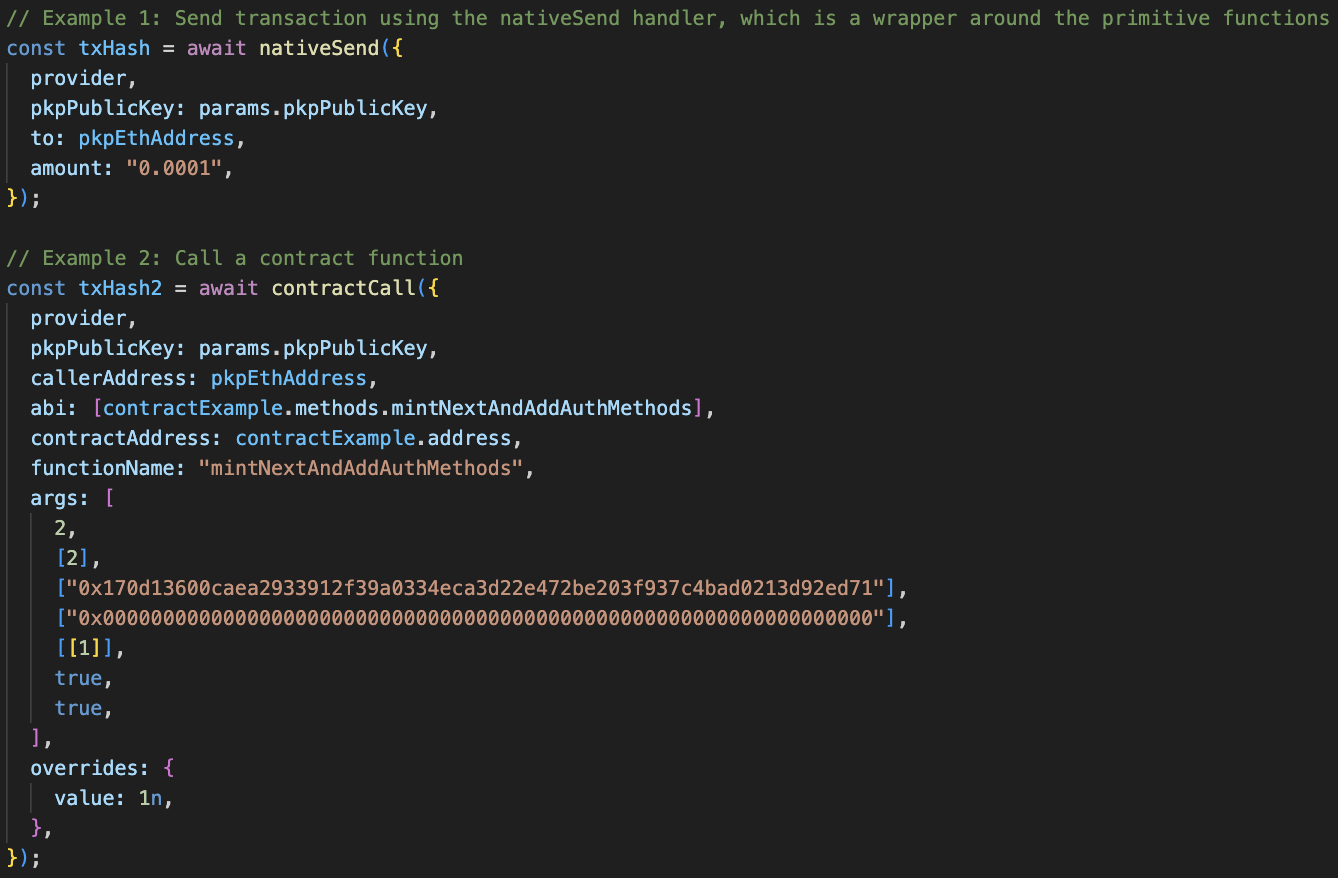 // Example 1: Send transaction using the nativeSend handler, which is a wrapper around the primitive functions
const txHash = await nativeSend({
  provider,
  pkpPublicKey: params.pkpPublicKey,
  to: pkpEthAddress,
  amount: "0.0001",
});

// Example 2: Call a contract function
const txHash2 = await contractCall({
  provider,
  pkpPublicKey: params.pkpPublicKey,
  callerAddress: pkpEthAddress,
  abi: [contractExample.methods.mintNextAndAddAuthMethods],
  contractAddress: contractExample.address,
  functionName: "mintNextAndAddAuthMethods",
  args: [
    2,
    [2],
    ["0x170d13600caea2933912f39a0334eca3d22e472be203f937c4bad0213d92ed71"],
    ["0x0000000000000000000000000000000000000000000000000000000000000000"],
    [[1]],
    true,
    true,
  ],
  overrides: {
    value: 1n,
  },
});